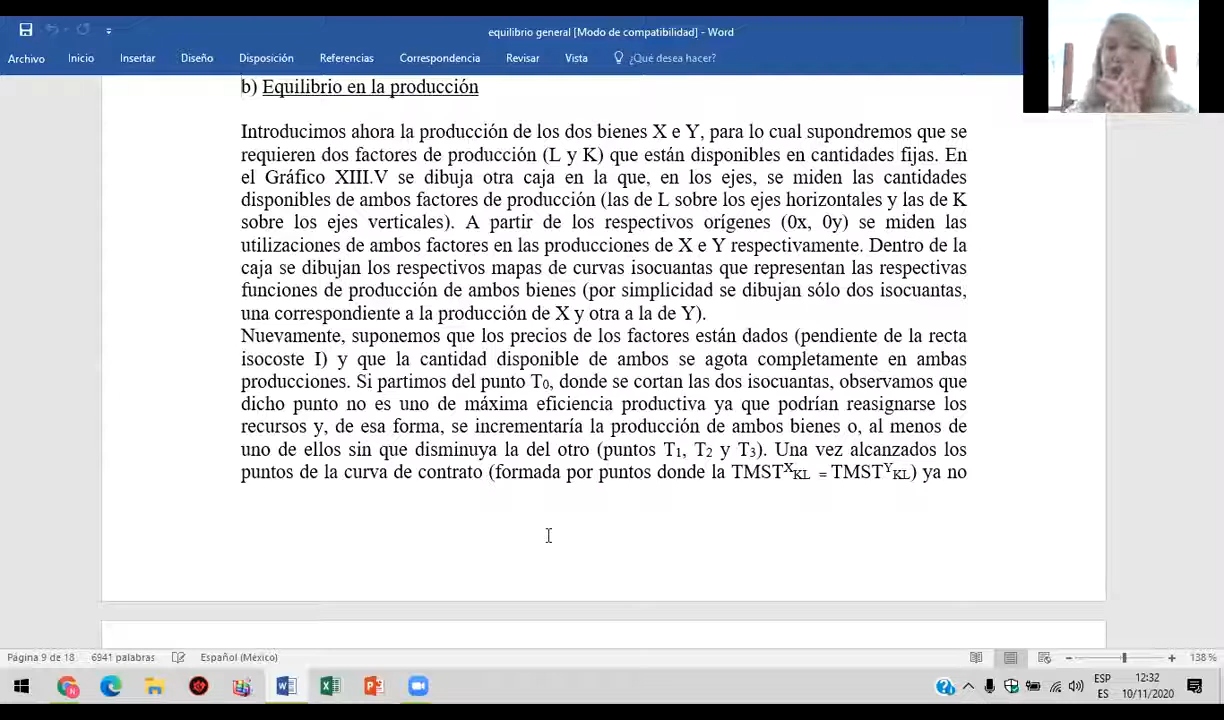 equilibrio general [Modo de compatibilidad] - Word
Archivo Inicio Insertar Diseño Disposición Referencias Correspondencia Revisar Vista ¿Qué desea hacer?
b) Equilibrio en la producción
Introducimos ahora la producción de los dos bienes X e Y, para lo cual supondremos que se
requieren dos factores de producción (L y K) que están disponibles en cantidades fijas. En
el Gráfico XIII.V se dibuja otra caja en la que, en los ejes, se miden las cantidades
disponibles de ambos factores de producción (las de L sobre los ejes horizontales y las de K
sobre los ejes verticales). A partir de los respectivos orígenes (0x, 0y) se miden las
utilizaciones de ambos factores en las producciones de X e Y respectivamente. Dentro de la
caja se dibujan los respectivos mapas de curvas isocuantas que representan las respectivas
funciones de producción de ambos bienes (por simplicidad se dibujan sólo dos isocuantas,
una correspondiente a la producción de X y otra a la de Y).
Nuevamente, suponemos que los precios de los factores están dados (pendiente de la recta
isocoste I) y que la cantidad disponible de ambos se agota completamente en ambas
producciones. Si partimos del punto T₀, donde se cortan las dos isocuantas, observamos que
dicho punto no es uno de máxima eficiencia productiva ya que podrían reasignarse los
recursos y, de esa forma, se incrementaría la producción de ambos bienes o, al menos de
uno de ellos sin que disminuya la del otro (puntos T₁, T₂ y T₃). Una vez alcanzados los
puntos de la curva de contrato (formada por puntos donde la TMSTˣKL = TMSTʸKL) ya no
Página 9 de 18 6941 palabras Español (México) 138 %
ESP 12:32
ES 10/11/2020